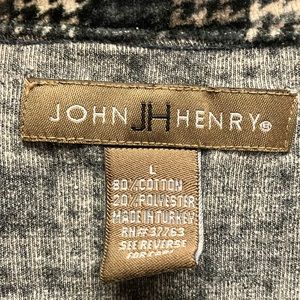 JOHN JH HENRY®
L
80% COTTON
20% POLYESTER
MADE IN TURKEY
RN# 37763
SEE REVERSE
FOR CARE